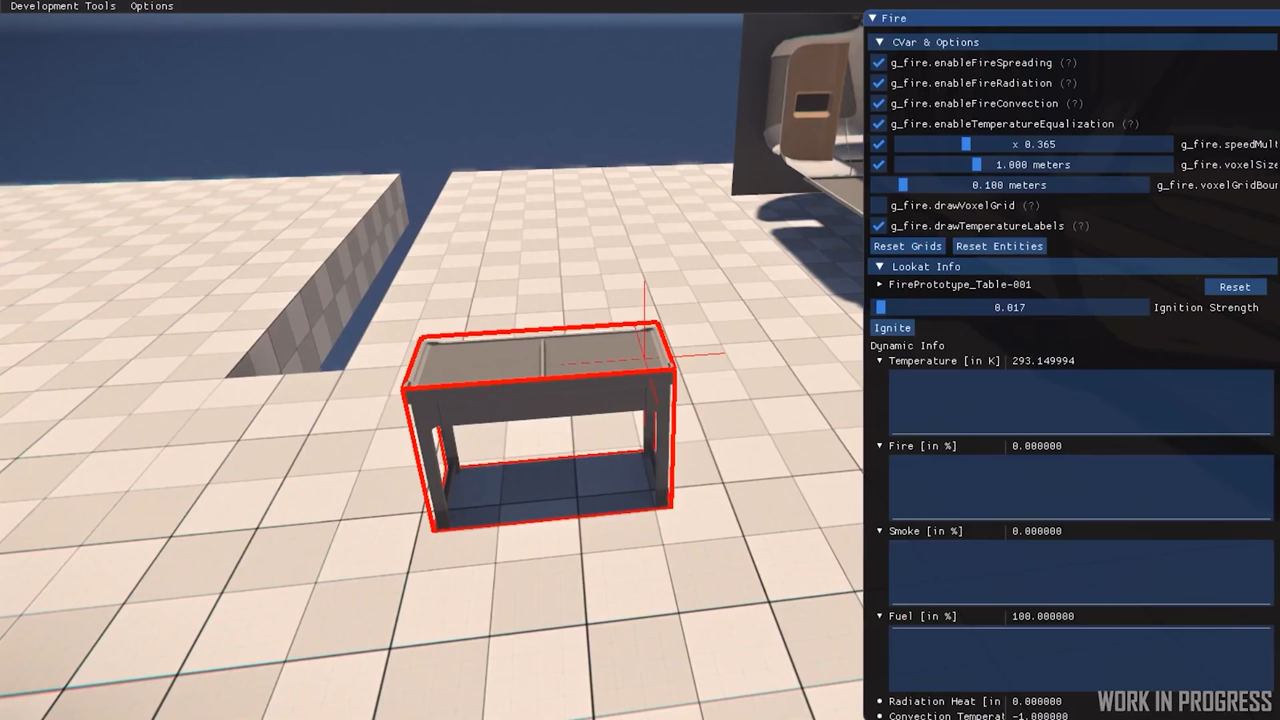 Development Tools Options
Fire
CVar & Options
g_fire.enableFireSpreading (?)
g_fire.enableFireRadiation (?)
g_fire.enableFireConvection (?)
g_fire.enableTemperatureEqualization (?)
x 0.365 g_fire.speedMult
1.000 meters g_fire.voxelSize
0.100 meters g_fire.voxelGridBoun
g_fire.drawVoxelGrid (?)
g_fire.drawTemperatureLabels (?)
Reset Grids Reset Entities
Lookat Info
FirePrototype_Table-001 Reset
0.017 Ignition Strength
Ignite
Dynamic Info
Temperature [in K] 293.149994
Fire [in %] 0.000000
Smoke [in %] 0.000000
Fuel [in %] 100.000000
Radiation Heat [in 0.000000
Convection Temperat -1.000000
WORK IN PROGRESS